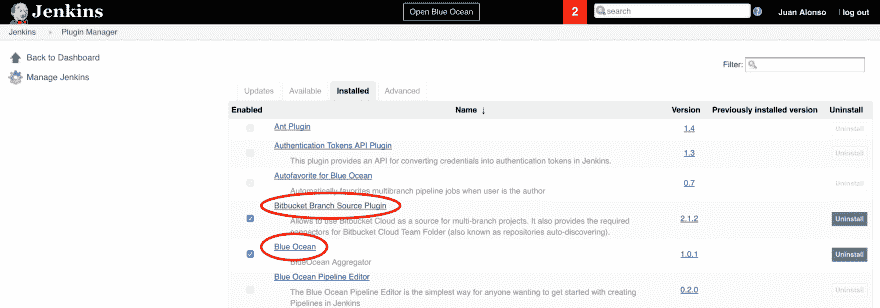 Jenkins
Open Blue Ocean
2
search
Juan Alonso
log out
Jenkins
Plugin Manager
Back to Dashboard
Manage Jenkins
Filter:
Updates
Available
Installed
Advanced
Enabled
Name ↓
Version
Previously installed version
Uninstall
Ant Plugin
1.4
Uninstall
Authentication Tokens API Plugin
This plugin provides an API for converting credentials into authentication tokens in Jenkins.
1.3
Uninstall
Autofavorite for Blue Ocean
Automatically favorites multibranch pipeline jobs when user is the author
0.7
Uninstall
Bitbucket Branch Source Plugin
Allows to use Bitbucket Cloud as a source for multi-branch projects. It also provides the required
connectors for Bitbucket Cloud Team Folder (also known as repositories auto-discovering).
2.1.2
Uninstall
Blue Ocean
BlueOcean Aggregator
1.0.1
Uninstall
Blue Ocean Pipeline Editor
The Blue Ocean Pipeline Editor is the simplest way for anyone wanting to get started with creating
Pipelines in Jenkins
0.2.0
Uninstall